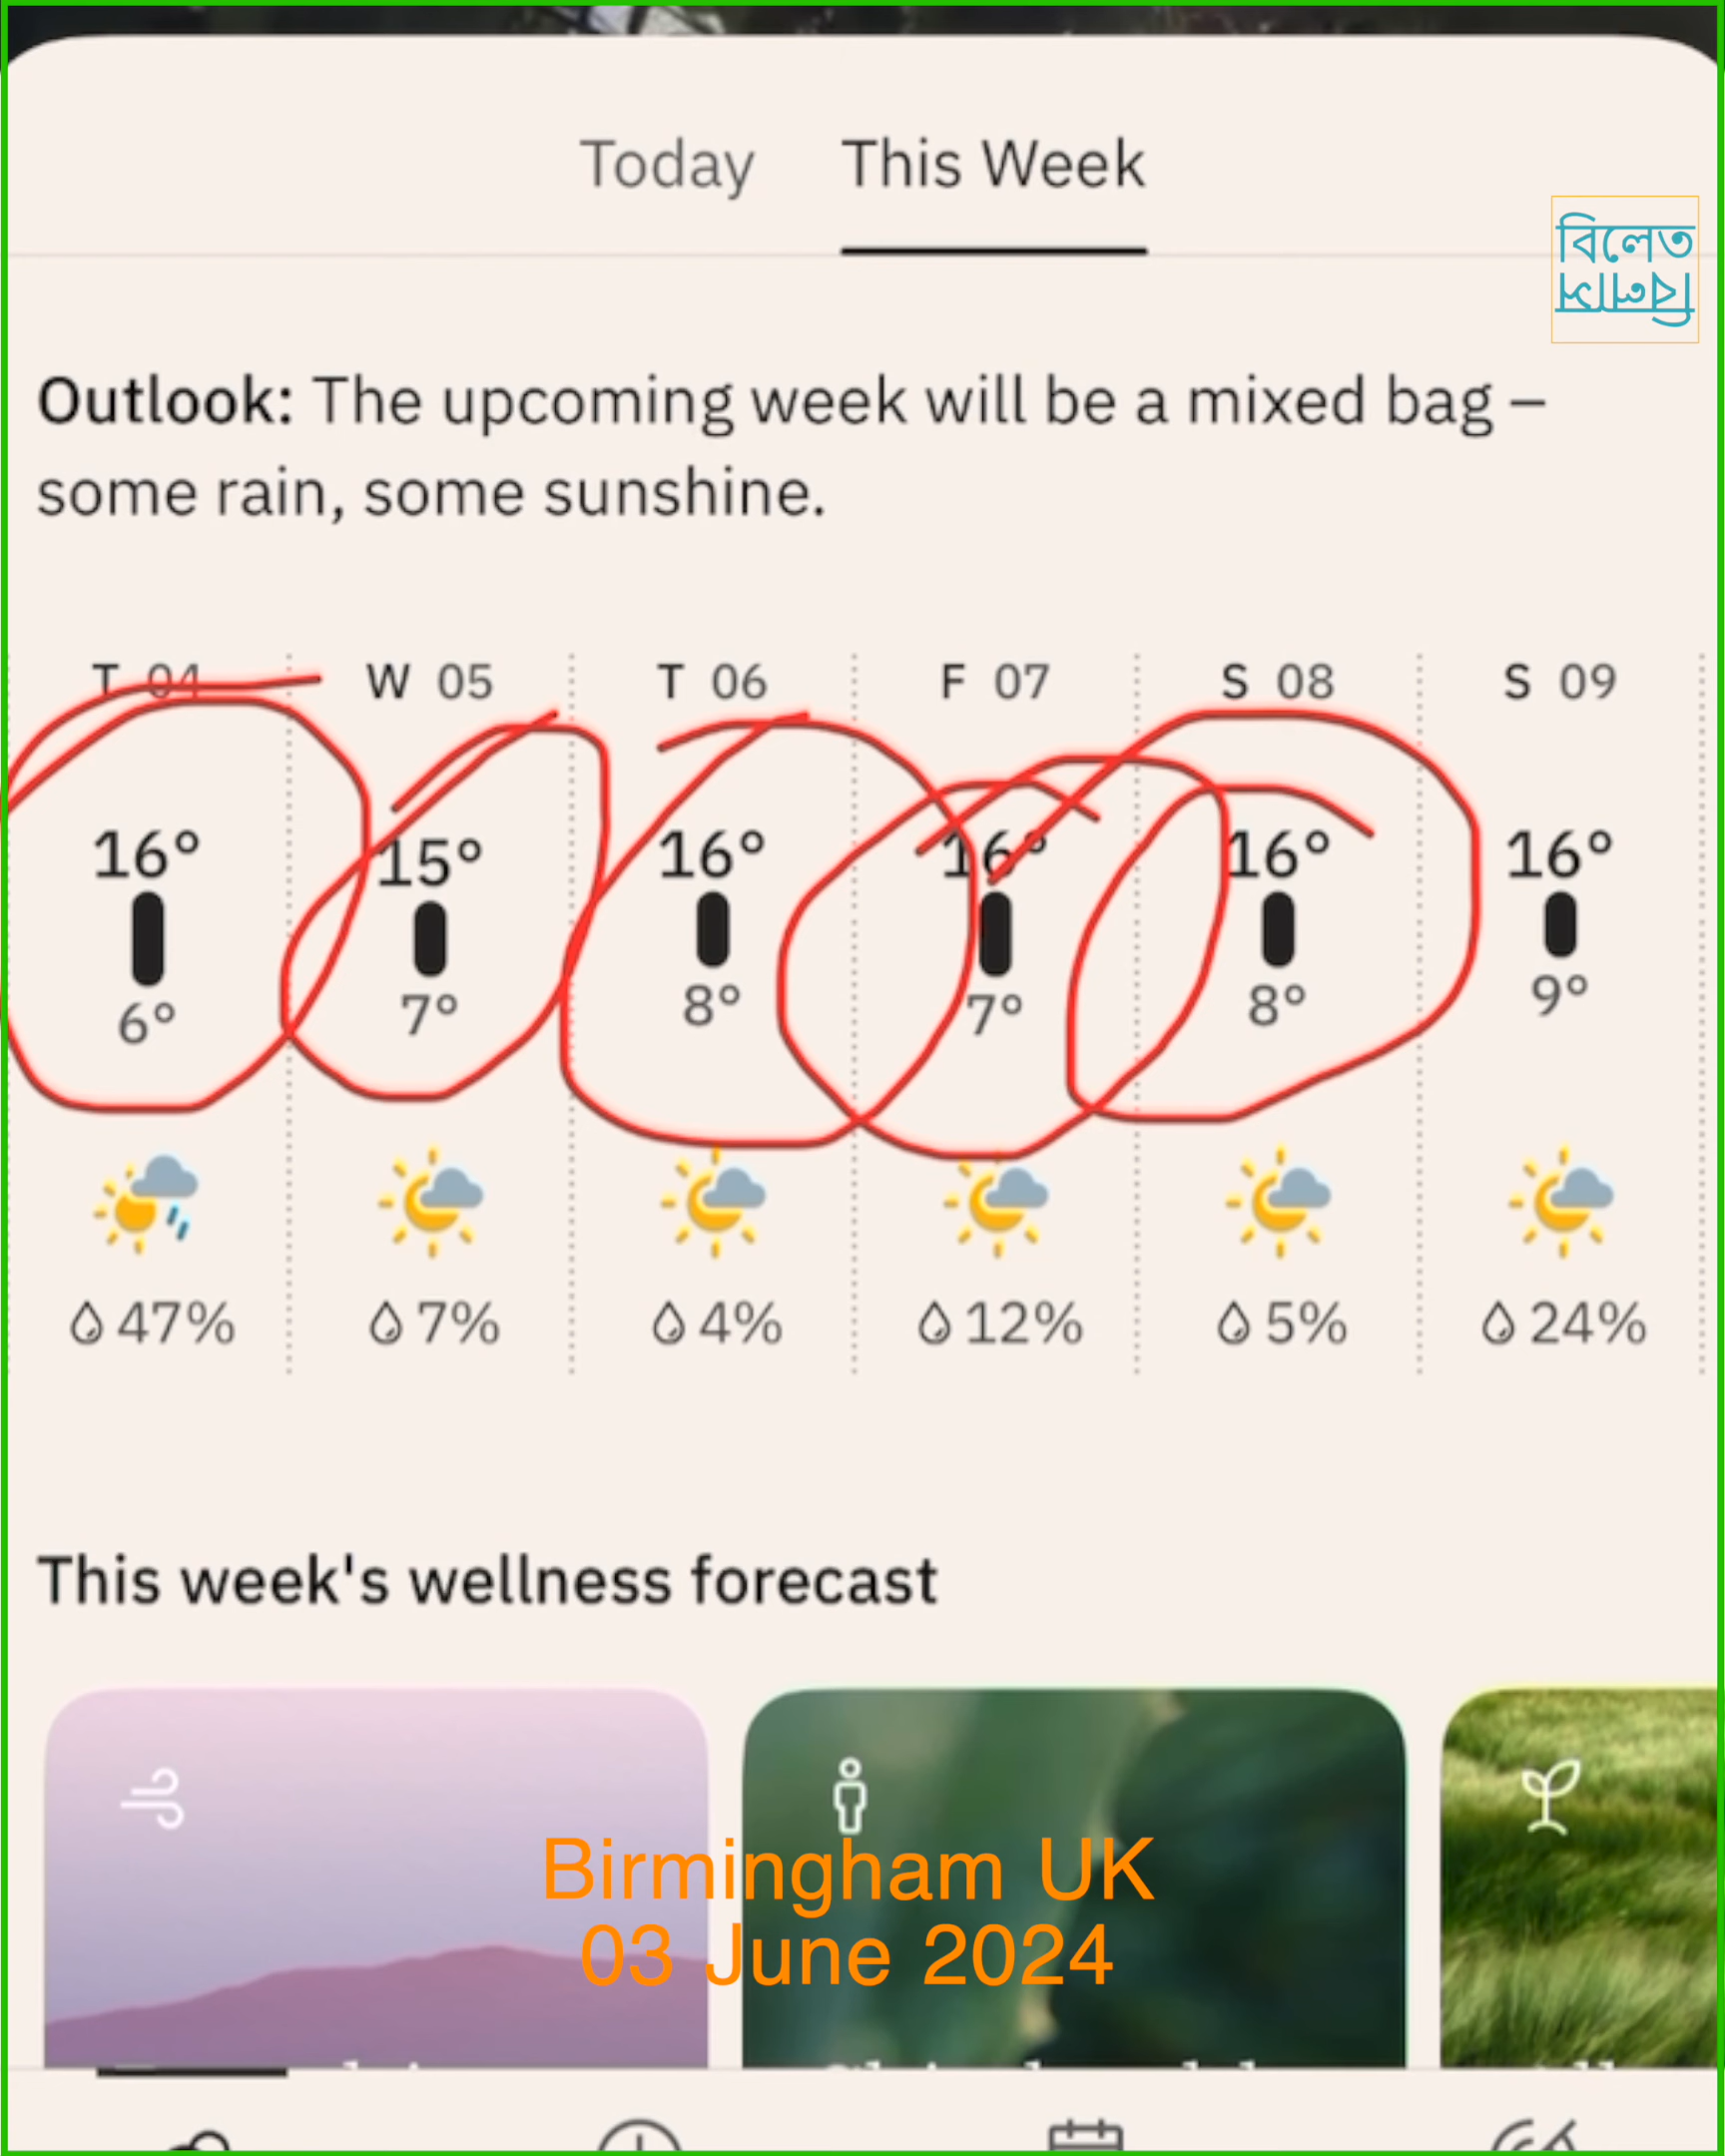 Today This Week
বিলেত
বিলাস
Outlook: The upcoming week will be a mixed bag –
some rain, some sunshine.
T 04 W 05 T 06 F 07 S 08 S 09
16° 15° 16° 16° 16° 16°
6° 7° 8° 7° 8° 9°
47% 7% 4% 12% 5% 24%
This week's wellness forecast
Birmingham UK
03 June 2024